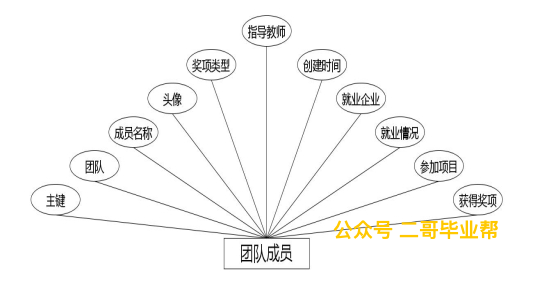 指导教师
奖项类型
创建时间
头像
就业企业
成员名称
就业情况
团队
参加项目
主键
获得奖项
公众号 二哥毕业帮
团队成员